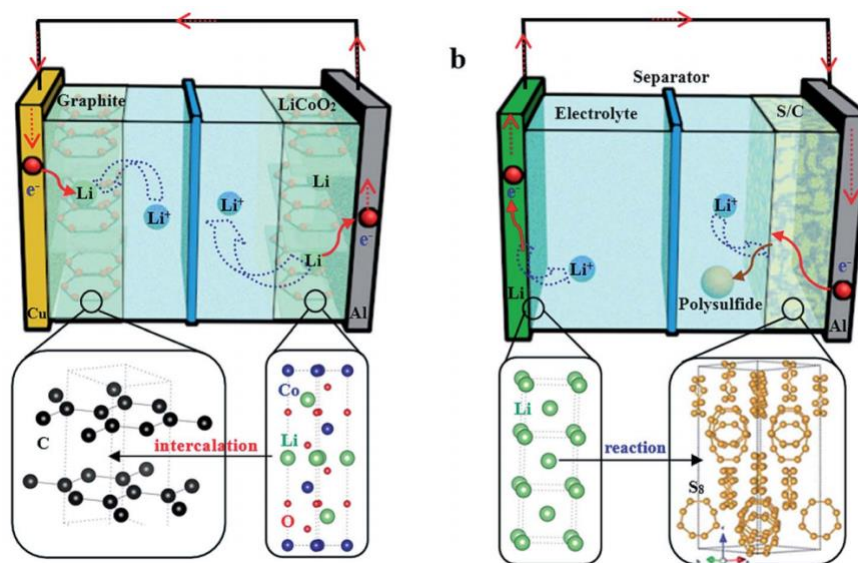 Graphite
LiCoO₂
Li
Li
Li
Li⁺
Li⁺
e⁻
e⁻
Cu
Al
C
intercalation
Co
Li
O
b
Separator
Electrolyte
S/C
e⁻
Li⁺
Li⁺
Polysulfide
e⁻
Li
Al
Li
reaction
S₈